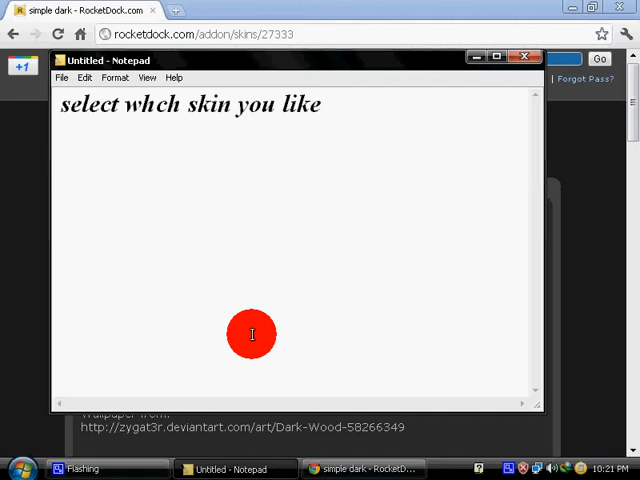 simple dark - RocketDock.com
rocketdock.com/addon/skins/27333
+1
Go
Forgot Pass?
Untitled - Notepad
File Edit Format View Help
select whch skin you like
http://zygat3r.deviantart.com/art/Dark-Wood-58266349
Flashing
Untitled - Notepad
simple dark - RocketD...
10:21 PM